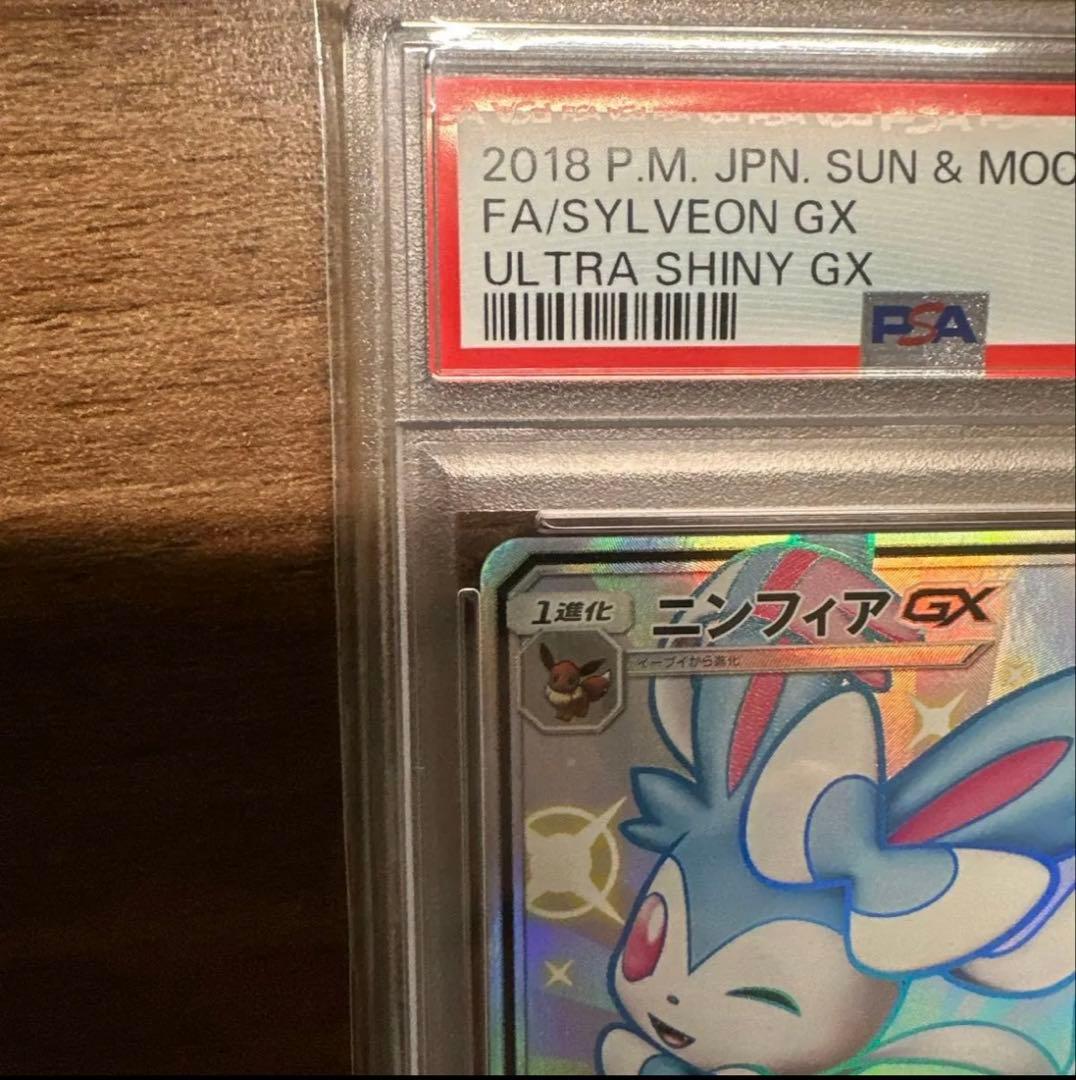 2018 P.M. JPN. SUN & MOO
FA/SYLVEON GX
ULTRA SHINY GX
PSA
1進化
ニンフィアGX
イーブイから進化